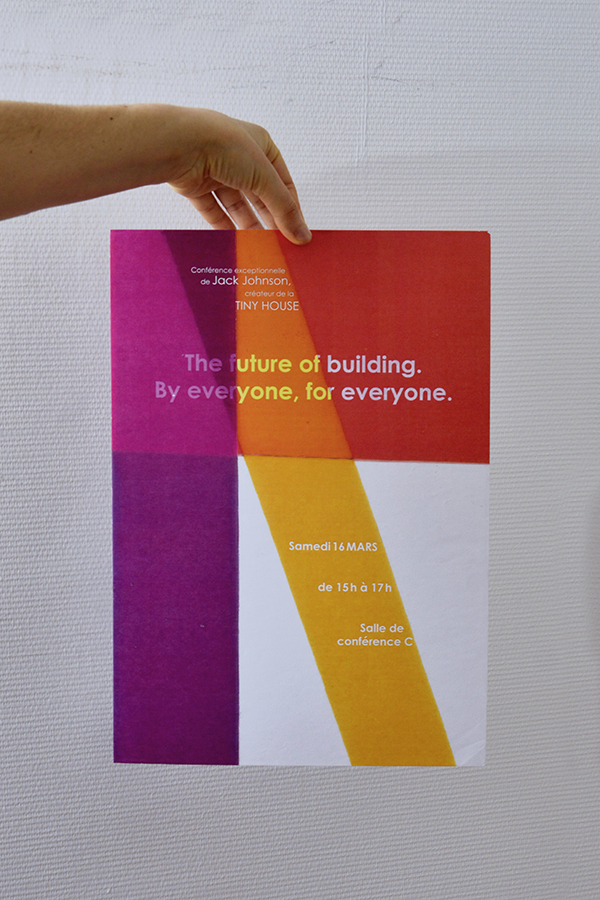 Conférence exceptionnelle
de Jack Johnson,
créateur de la
TINY HOUSE
The future of building.
By everyone, for everyone.
Samedi 16 MARS
de 15h à 17h
Salle de
conférence C